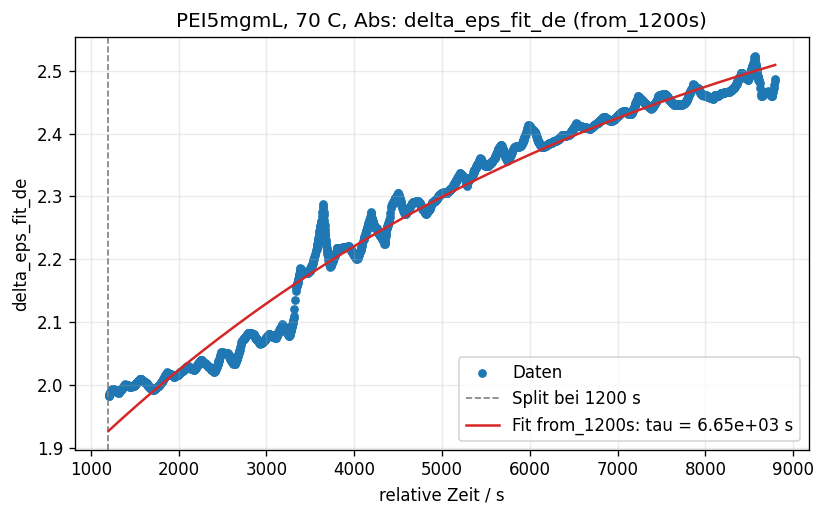 PEI5mgmL, 70 C, Abs: delta_eps_fit_de (from_1200s)
delta_eps_fit_de
2.5
2.4
2.3
2.2
2.1
2.0
1.9
Daten
Split bei 1200 s
Fit from_1200s: tau = 6.65e+03 s
1000 2000 3000 4000 5000 6000 7000 8000 9000
relative Zeit / s